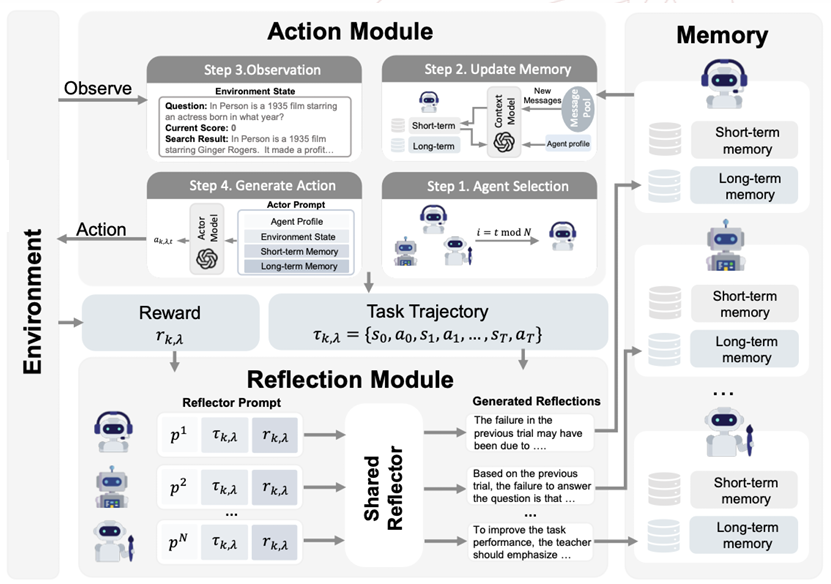 Action Module
Memory
Observe
Step 3.Observation
Environment State
Question: In Person is a 1935 film starring
an actress born in what year?
Current Score: 0
Search Result: In Person is a 1935 film
starring Ginger Rogers.  It made a profit...
Step 2. Update Memory
New
Messages
Message
Pool
Context
Model
Short-term
Long-term
Agent profile
Step 4. Generate Action
Actor Prompt
Agent Profile
Environment State
Short-term Memory
Long-term Memory
Actor
Model
a_{k,λ,t}
Step 1. Agent Selection
i = t mod N
Action
Environment
Short-term
memory
Long-term
memory
Short-term
memory
Long-term
memory
...
Short-term
memory
Long-term
memory
Reward
r_{k,λ}
Task Trajectory
τ_{k,λ} = {s_0, a_0, s_1, a_1, ..., s_T, a_T}
Reflection Module
Reflector Prompt
Generated Reflections
p^1 τ_{k,λ} r_{k,λ}
p^2 τ_{k,λ} r_{k,λ}
...
p^N τ_{k,λ} r_{k,λ}
Shared
Reflector
The failure in the
previous trial may have
been due to ....
Based on the previous
trial, the failure to answer
the question is that ...
...
To improve the task
performance, the teacher
should emphasize ...